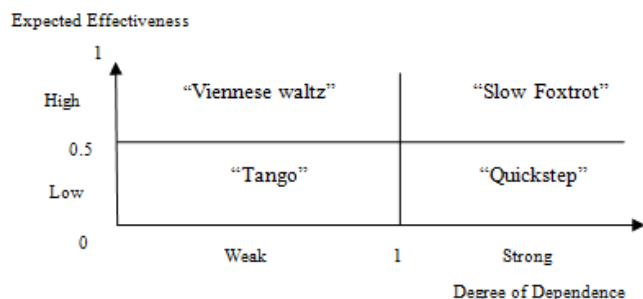 Expected Effectiveness
1
“Viennese waltz” “Slow Foxtrot”
High
0.5
“Tango” “Quickstep”
Low
0
Weak 1 Strong
Degree of Dependence